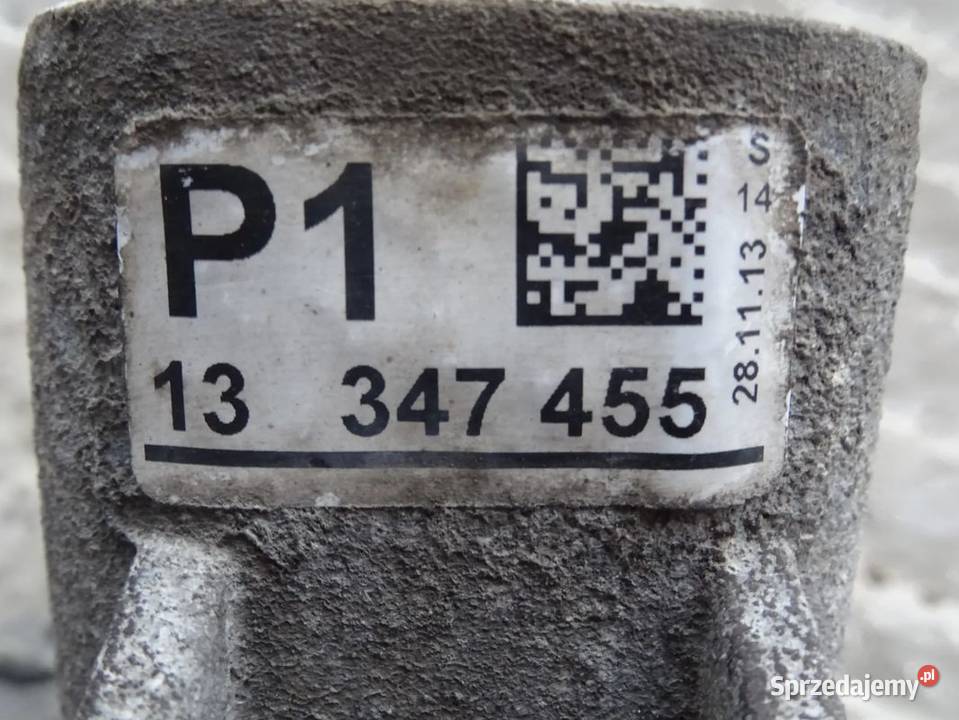 P1
13 347 455
28.11.13 14 S
Sprzedajemy.pl